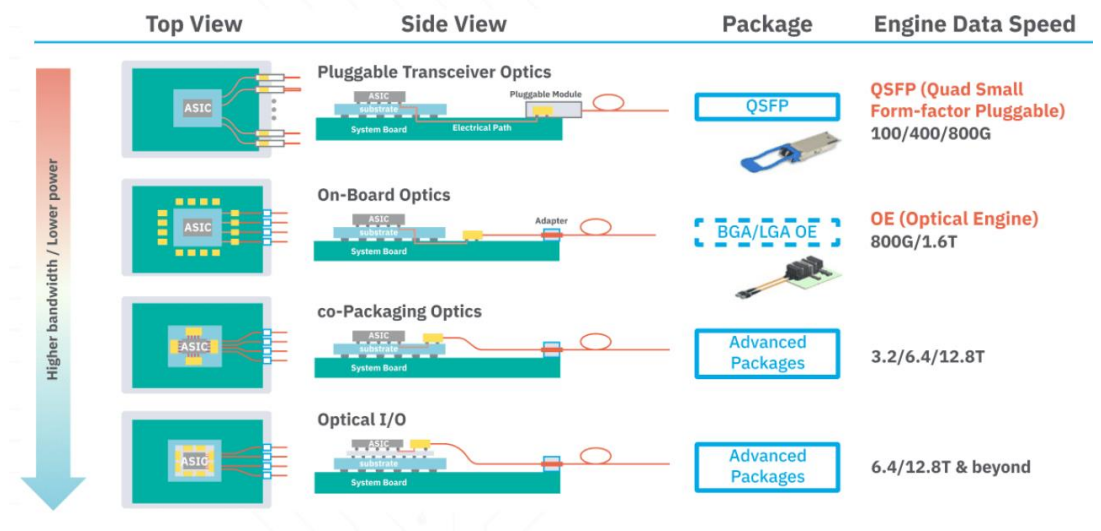 Top View
Side View
Package
Engine Data Speed
Higher bandwidth / Lower power
ASIC
Pluggable Transceiver Optics
ASIC
substrate
System Board
Electrical Path
Pluggable Module
QSFP
QSFP (Quad Small
Form-factor Pluggable)
100/400/800G
ASIC
On-Board Optics
ASIC
substrate
System Board
Adapter
BGA/LGA OE
OE (Optical Engine)
800G/1.6T
ASIC
co-Packaging Optics
ASIC
substrate
System Board
Advanced
Packages
3.2/6.4/12.8T
ASIC
Optical I/O
ASIC
substrate
System Board
Advanced
Packages
6.4/12.8T & beyond